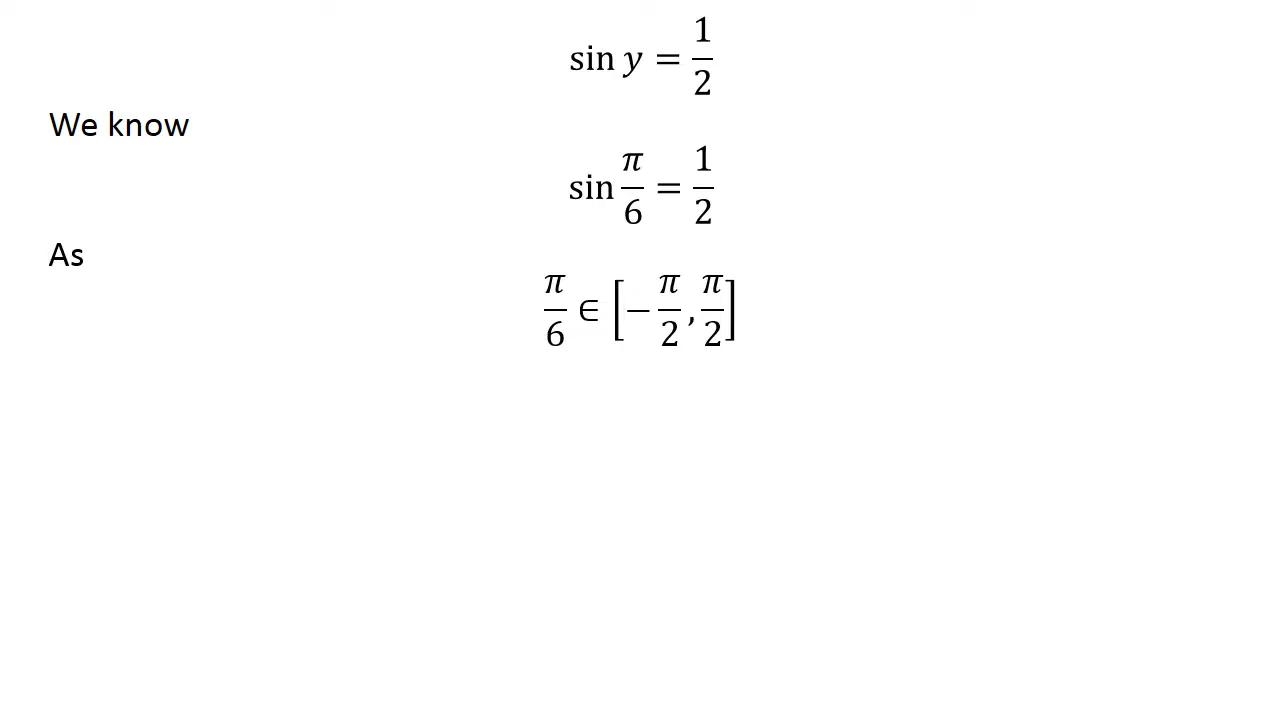 sin y = 1/2
We know
sin π/6 = 1/2
As
π/6 ∈ [−π/2, π/2]